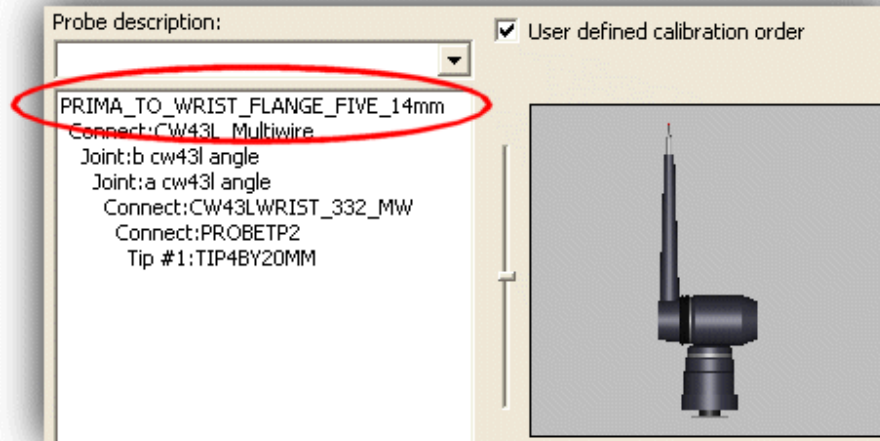 Probe description:
User defined calibration order
PRIMA_TO_WRIST_FLANGE_FIVE_14mm
Connect:CW43L_Multiwire
Joint:b cw43l angle
Joint:a cw43l angle
Connect:CW43LWRIST_332_MW
Connect:PROBETP2
Tip #1:TIP4BY20MM